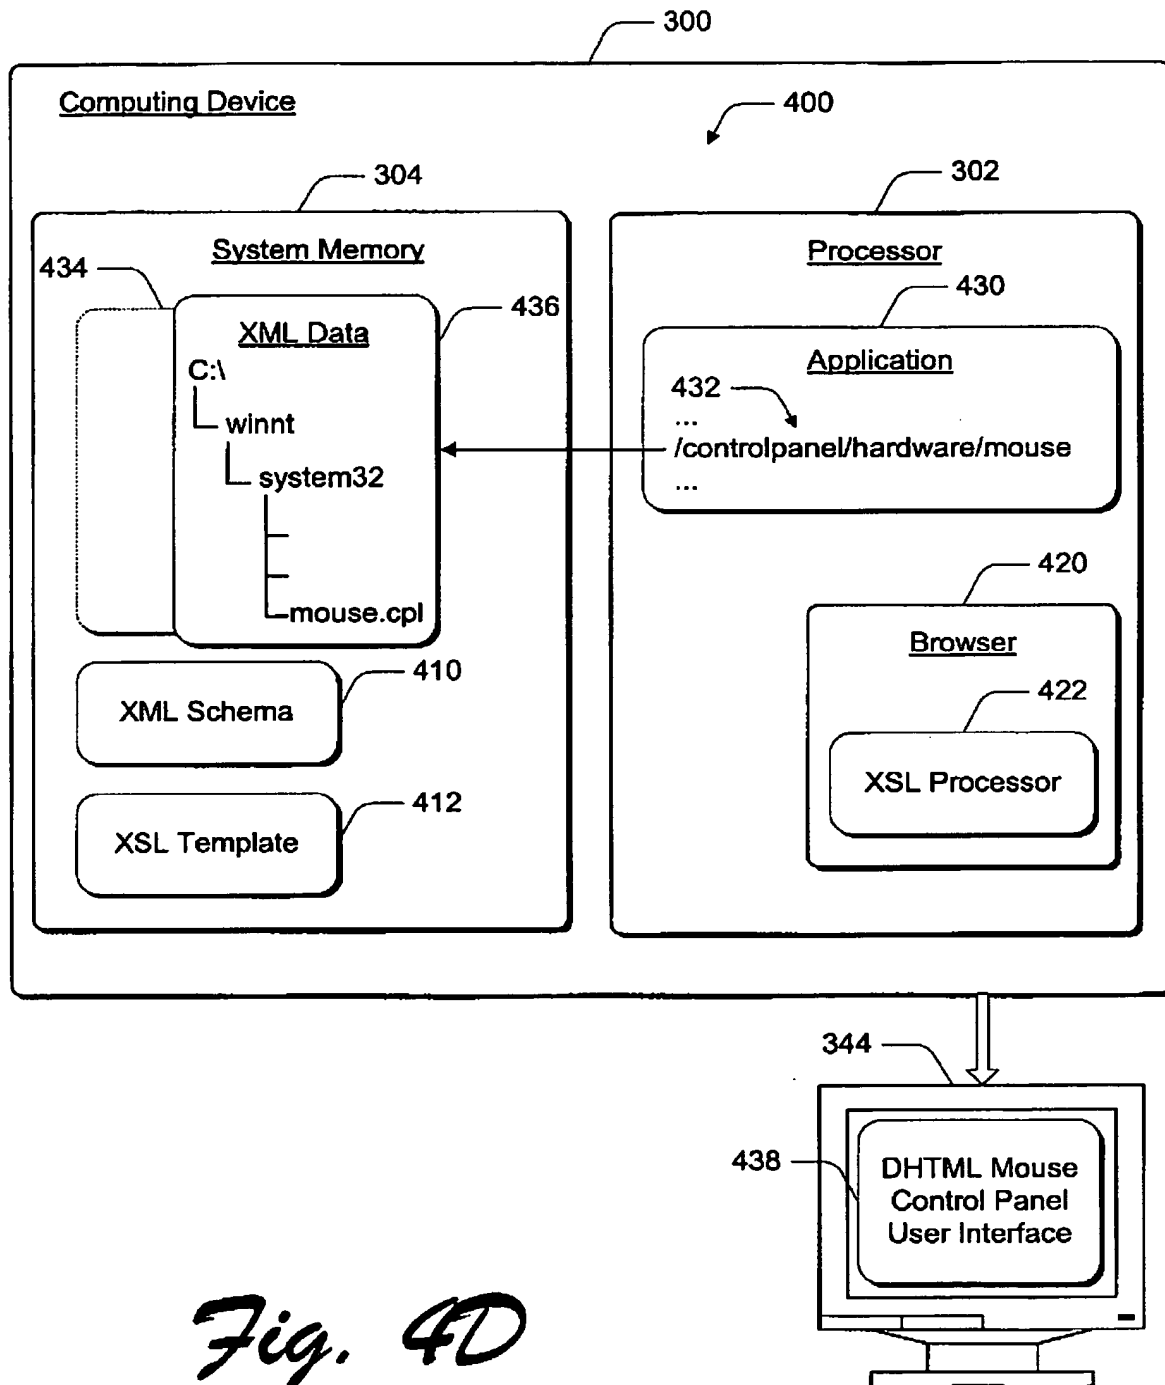 300
Computing Device
400
304
302
System Memory
Processor
434
436
430
XML Data
Application
C:\
432
winnt
...
/controlpanel/hardware/mouse
system32
...
mouse.cpl
420
Browser
410
422
XML Schema
XSL Processor
412
XSL Template
344
438
DHTML Mouse
Control Panel
User Interface
Fig. 4D